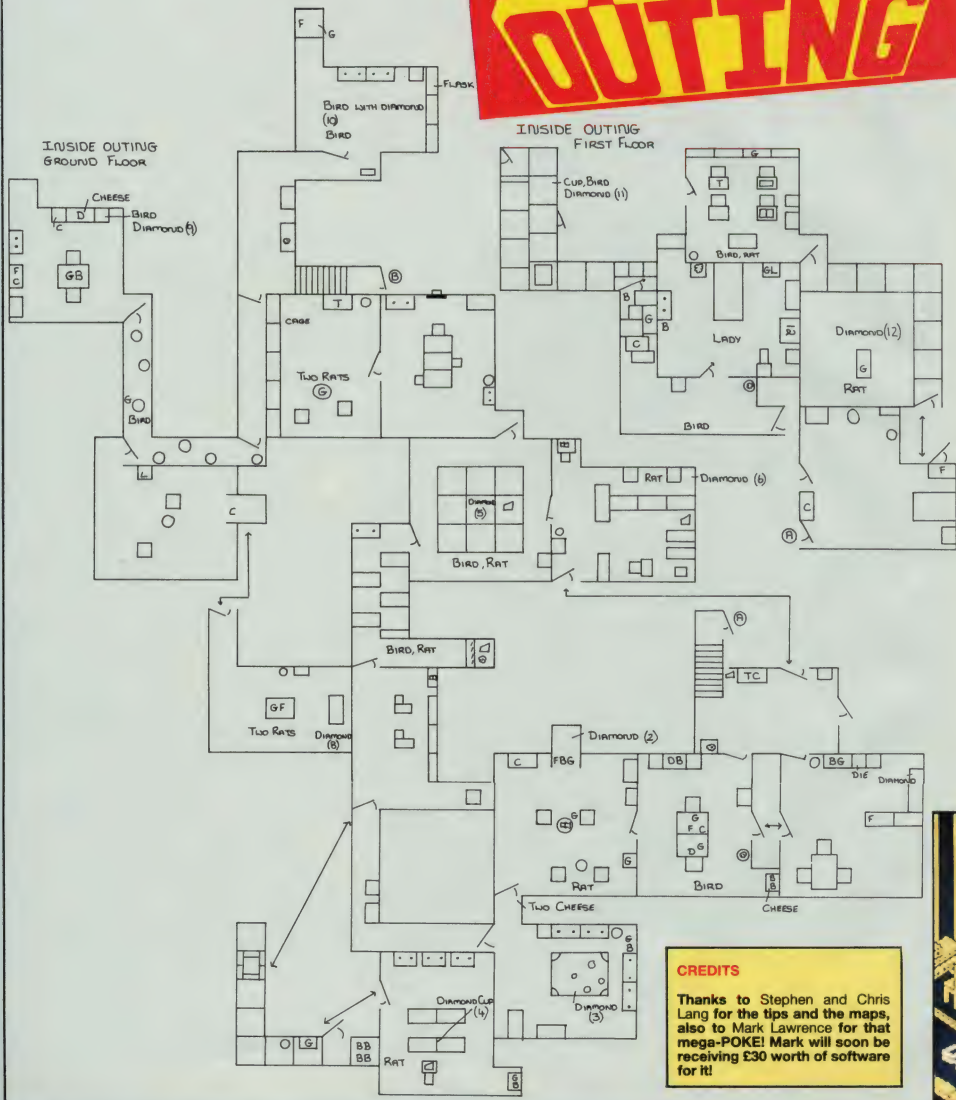 OUTING
INSIDE OUTING
GROUND FLOOR
CHEESE
C
D
BIRD
DIAMOND (9)
F
C
GB
G
BIRD
F
G
FLASK
BIRD WITH DIAMOND
(10)
BIRD
B
T
CAGE
TWO RATS
G
L
C
DIAMOND
(5)
BIRD, RAT
RAT
DIAMOND (6)
BIRD, RAT
GF
TWO RATS
DIAMOND
(8)
INSIDE OUTING
FIRST FLOOR
CUP, BIRD
DIAMOND (11)
G
T
BIRD, RAT
GL
B
G
B
C
LADY
DIAMOND (12)
G
RAT
BIRD
F
C
A
A
TC
DIAMOND (2)
C
FBG
DB
BG
DIE
DIAMOND
G
G
F C
G
D
F
G
RAT
BIRD
B
B
CHEESE
TWO CHEESE
G
B
DIAMOND
(3)
DIAMOND CUP
(4)
G
BB
BB
RAT
G
B
CREDITS
Thanks to Stephen and Chris
Lang for the tips and the maps,
also to Mark Lawrence for that
mega-POKE! Mark will soon be
receiving £30 worth of software
for it!